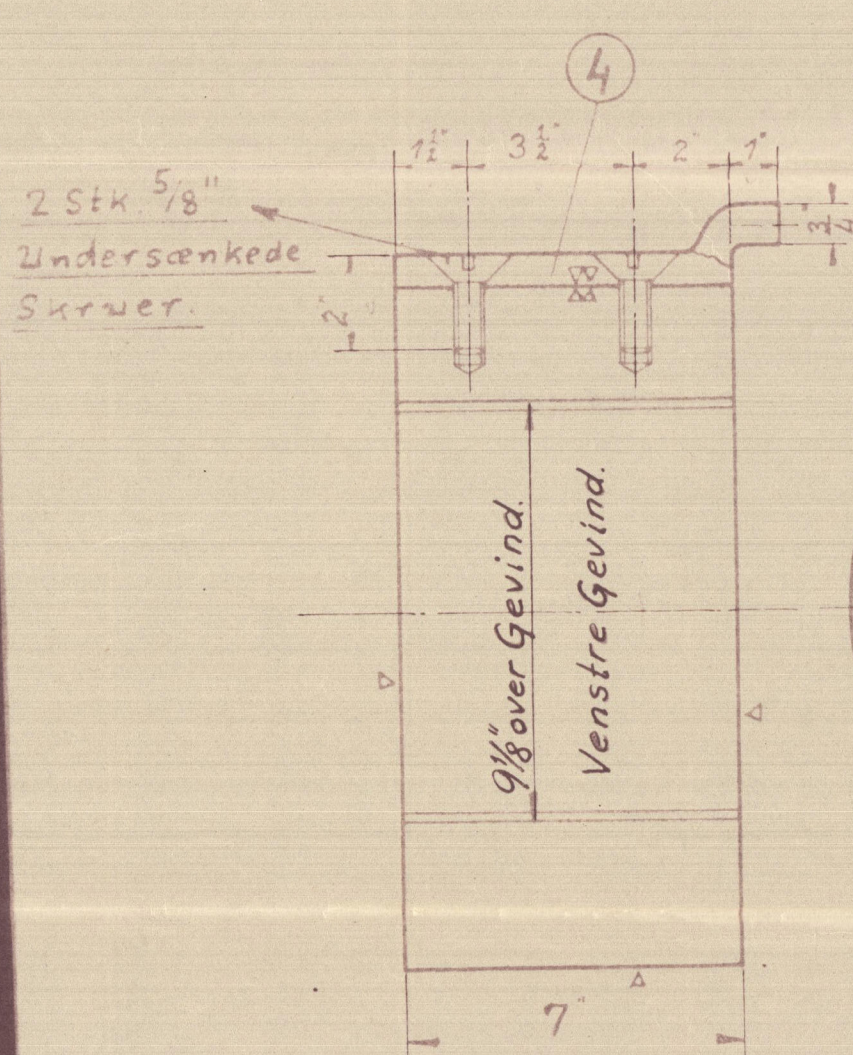 4
1½" 3½" 2" 1"
2 Stk. 5/8"
Undersænkede
Skruer.
¾"
2"
9⅛" over Gevind.
Venstre Gevind.
7"